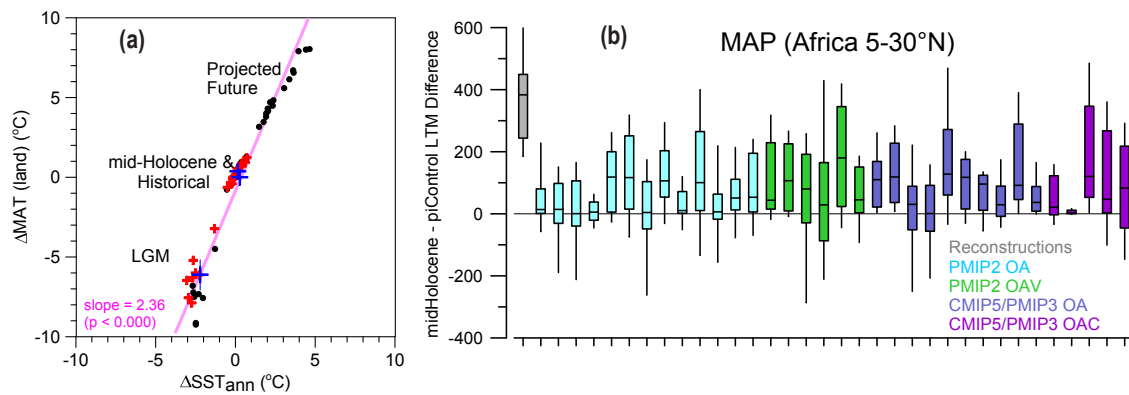 (a)
10
5
0
-5
-10
ΔMAT (land) (°C)
Projected
Future
mid-Holocene &
Historical
LGM
slope = 2.36
(p < 0.000)
-10
-5
0
5
10
ΔSSTann (°C)
(b)
MAP (Africa 5-30°N)
600
400
200
0
-200
-400
midHolocene - piControl LTM Difference
Reconstructions
PMIP2 OA
PMIP2 OAV
CMIP5/PMIP3 OA
CMIP5/PMIP3 OAC